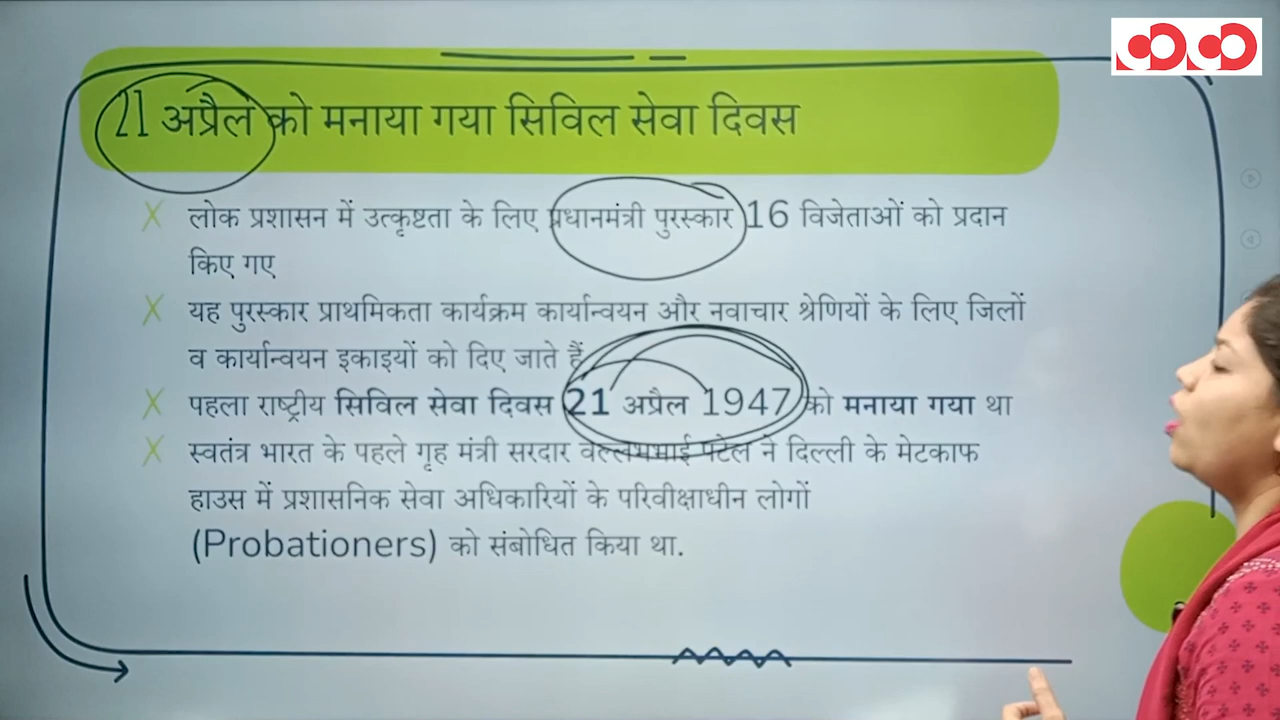 21 अप्रैल को मनाया गया सिविल सेवा दिवस
लोक प्रशासन में उत्कृष्टता के लिए प्रधानमंत्री पुरस्कार 16 विजेताओं को प्रदान
किए गए
यह पुरस्कार प्राथमिकता कार्यक्रम कार्यान्वयन और नवाचार श्रेणियों के लिए जिलों
व कार्यान्वयन इकाइयों को दिए जाते हैं
पहला राष्ट्रीय सिविल सेवा दिवस 21 अप्रैल 1947 को मनाया गया था
स्वतंत्र भारत के पहले गृह मंत्री सरदार वल्लभभाई पटेल ने दिल्ली के मेटकाफ
हाउस में प्रशासनिक सेवा अधिकारियों के परिवीक्षाधीन लोगों
(Probationers) को संबोधित किया था.